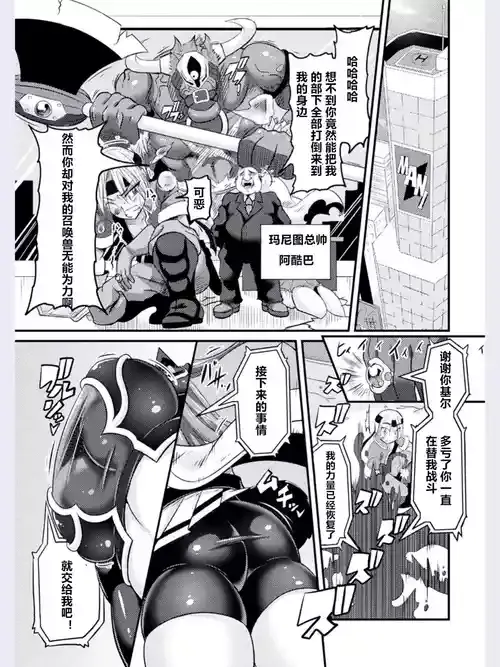 MANI
哈哈哈哈
想不到你竟然能把我
的部下全部打倒来到
我的身边
可恶
玛尼图总帅
阿酷巴
然而你却对我的召唤兽无能为力啊
谢谢你基尔
多亏了你一直
在替我战斗
我的力量已经恢复了
接下来的事情
就交给我吧！